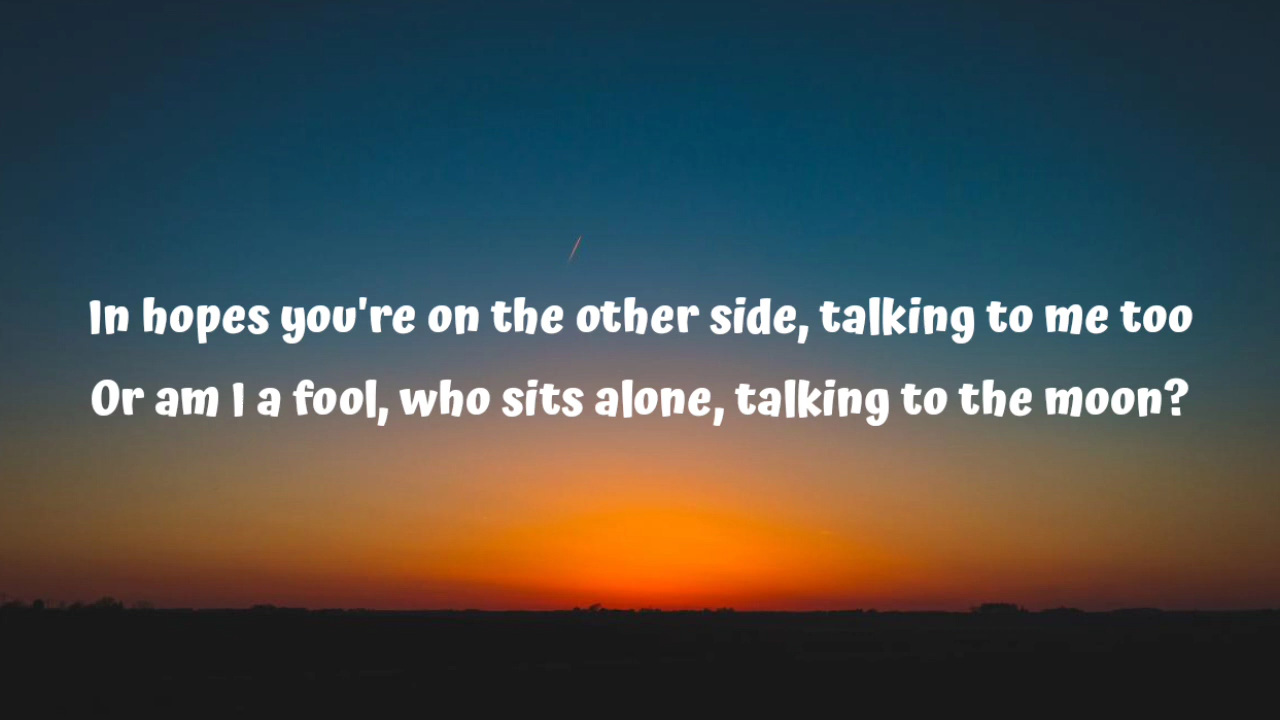 In hopes you're on the other side, talking to me too
Or am I a fool, who sits alone, talking to the moon?